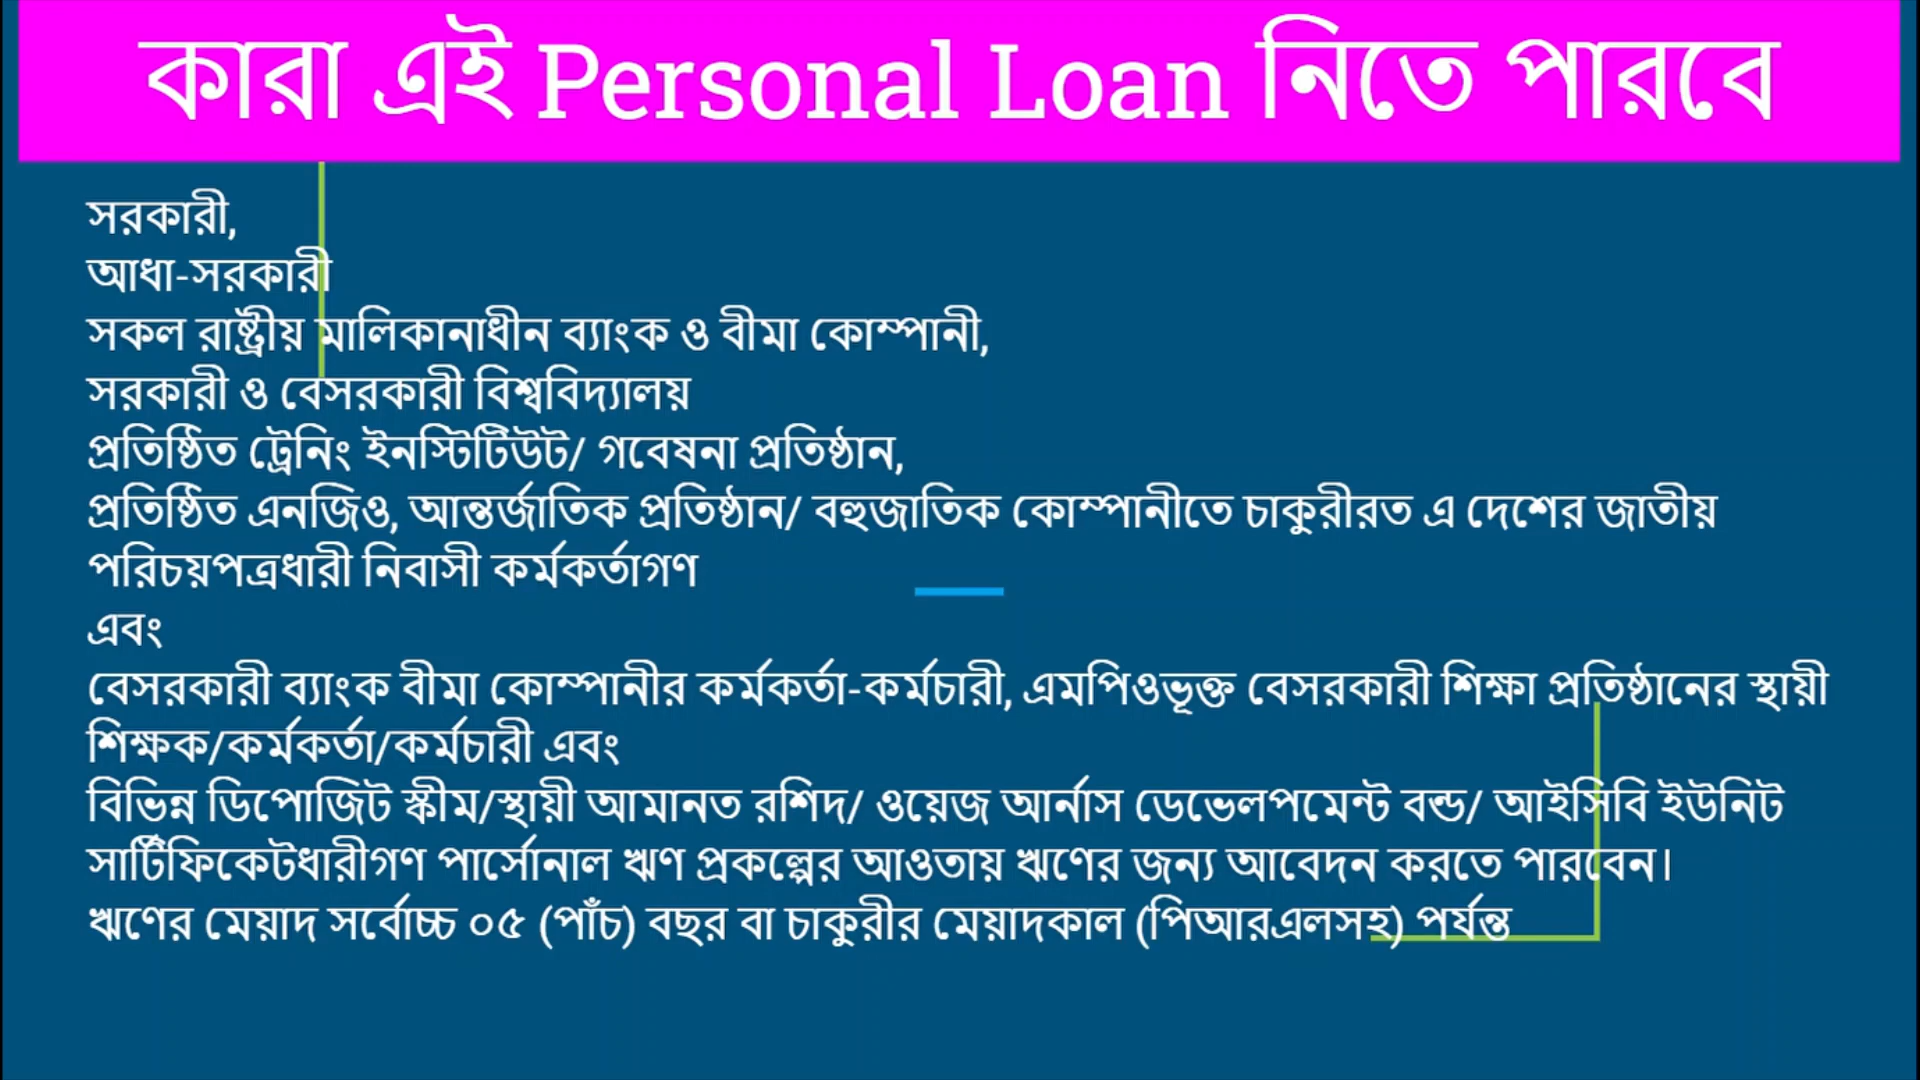 কারা এই Personal Loan নিতে পারবে
সরকারী,
আধা-সরকারী
সকল রাষ্ট্রীয় মালিকানাধীন ব্যাংক ও বীমা কোম্পানী,
সরকারী ও বেসরকারী বিশ্ববিদ্যালয়
প্রতিষ্ঠিত ট্রেনিং ইনস্টিটিউট/ গবেষনা প্রতিষ্ঠান,
প্রতিষ্ঠিত এনজিও, আন্তর্জাতিক প্রতিষ্ঠান/ বহুজাতিক কোম্পানীতে চাকুরীরত এ দেশের জাতীয়
পরিচয়পত্রধারী নিবাসী কর্মকর্তাগণ
এবং
বেসরকারী ব্যাংক বীমা কোম্পানীর কর্মকর্তা-কর্মচারী, এমপিওভূক্ত বেসরকারী শিক্ষা প্রতিষ্ঠানের স্থায়ী
শিক্ষক/কর্মকর্তা/কর্মচারী এবং
বিভিন্ন ডিপোজিট স্কীম/স্থায়ী আমানত রশিদ/ ওয়েজ আর্নাস ডেভেলপমেন্ট বন্ড/ আইসিবি ইউনিট
সার্টিফিকেটধারীগণ পার্সোনাল ঋণ প্রকল্পের আওতায় ঋণের জন্য আবেদন করতে পারবেন।
ঋণের মেয়াদ সর্বোচ্চ ০৫ (পাঁচ) বছর বা চাকুরীর মেয়াদকাল (পিআরএলসহ) পর্যন্ত